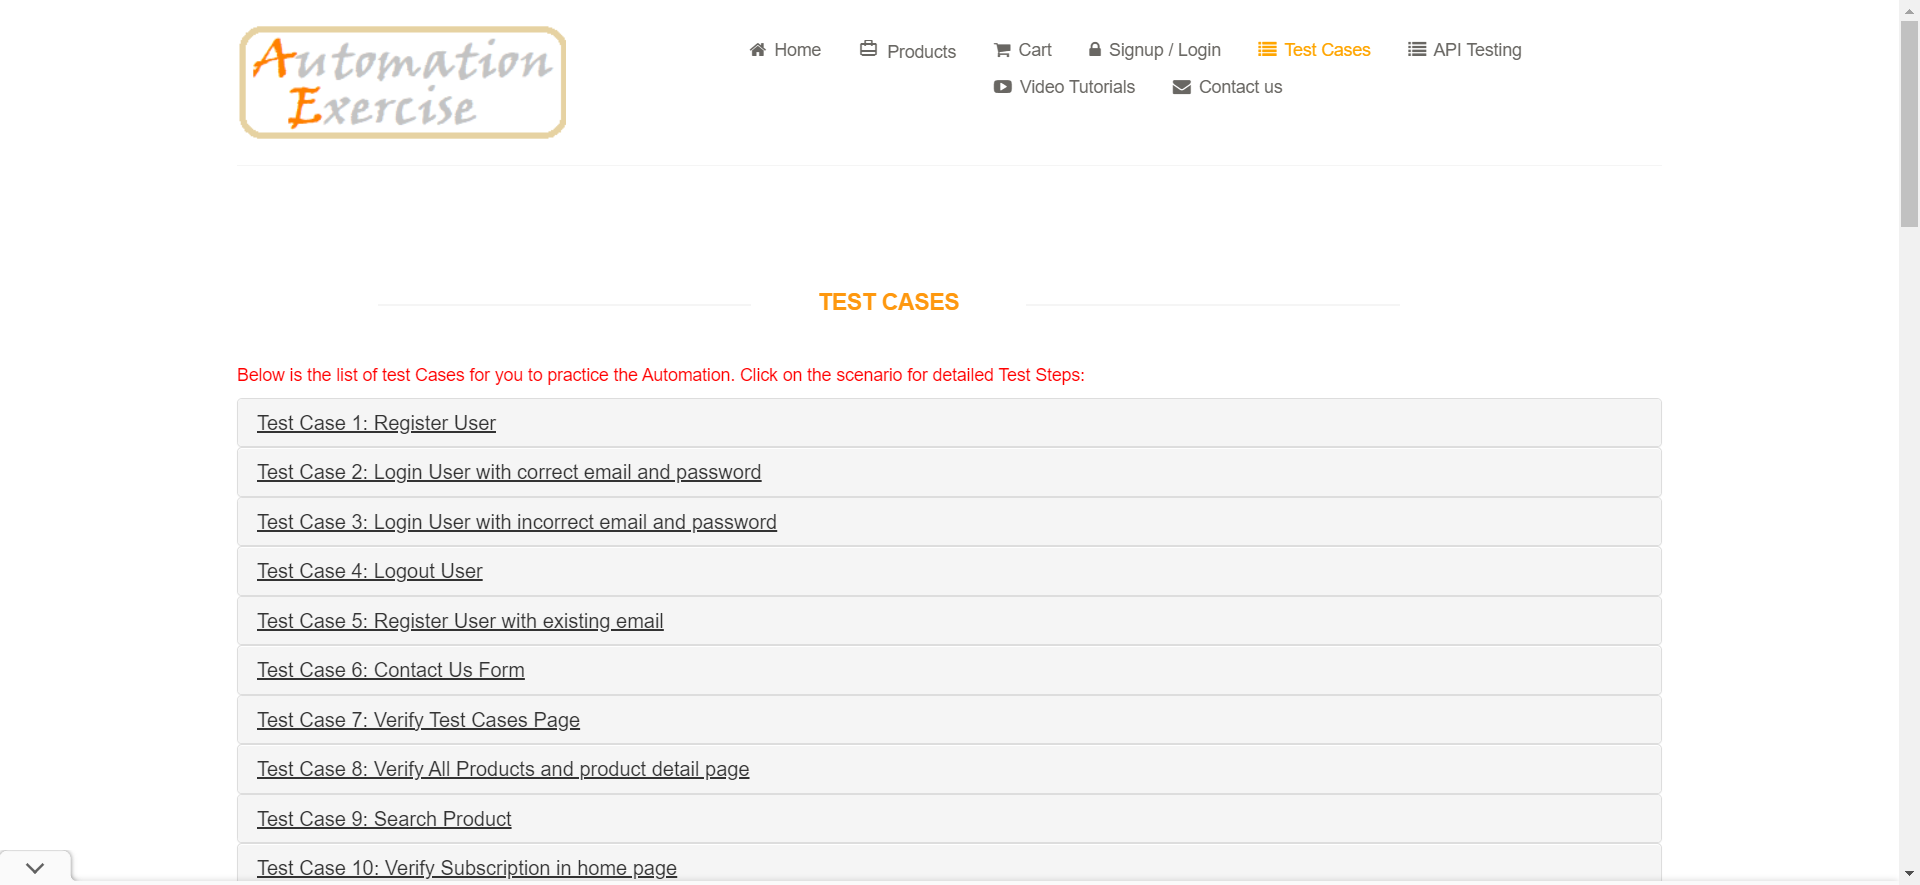 Automation
Exercise
Home Products Cart Signup / Login Test Cases API Testing
Video Tutorials Contact us
TEST CASES
Below is the list of test Cases for you to practice the Automation. Click on the scenario for detailed Test Steps:
Test Case 1: Register User
Test Case 2: Login User with correct email and password
Test Case 3: Login User with incorrect email and password
Test Case 4: Logout User
Test Case 5: Register User with existing email
Test Case 6: Contact Us Form
Test Case 7: Verify Test Cases Page
Test Case 8: Verify All Products and product detail page
Test Case 9: Search Product
Test Case 10: Verify Subscription in home page